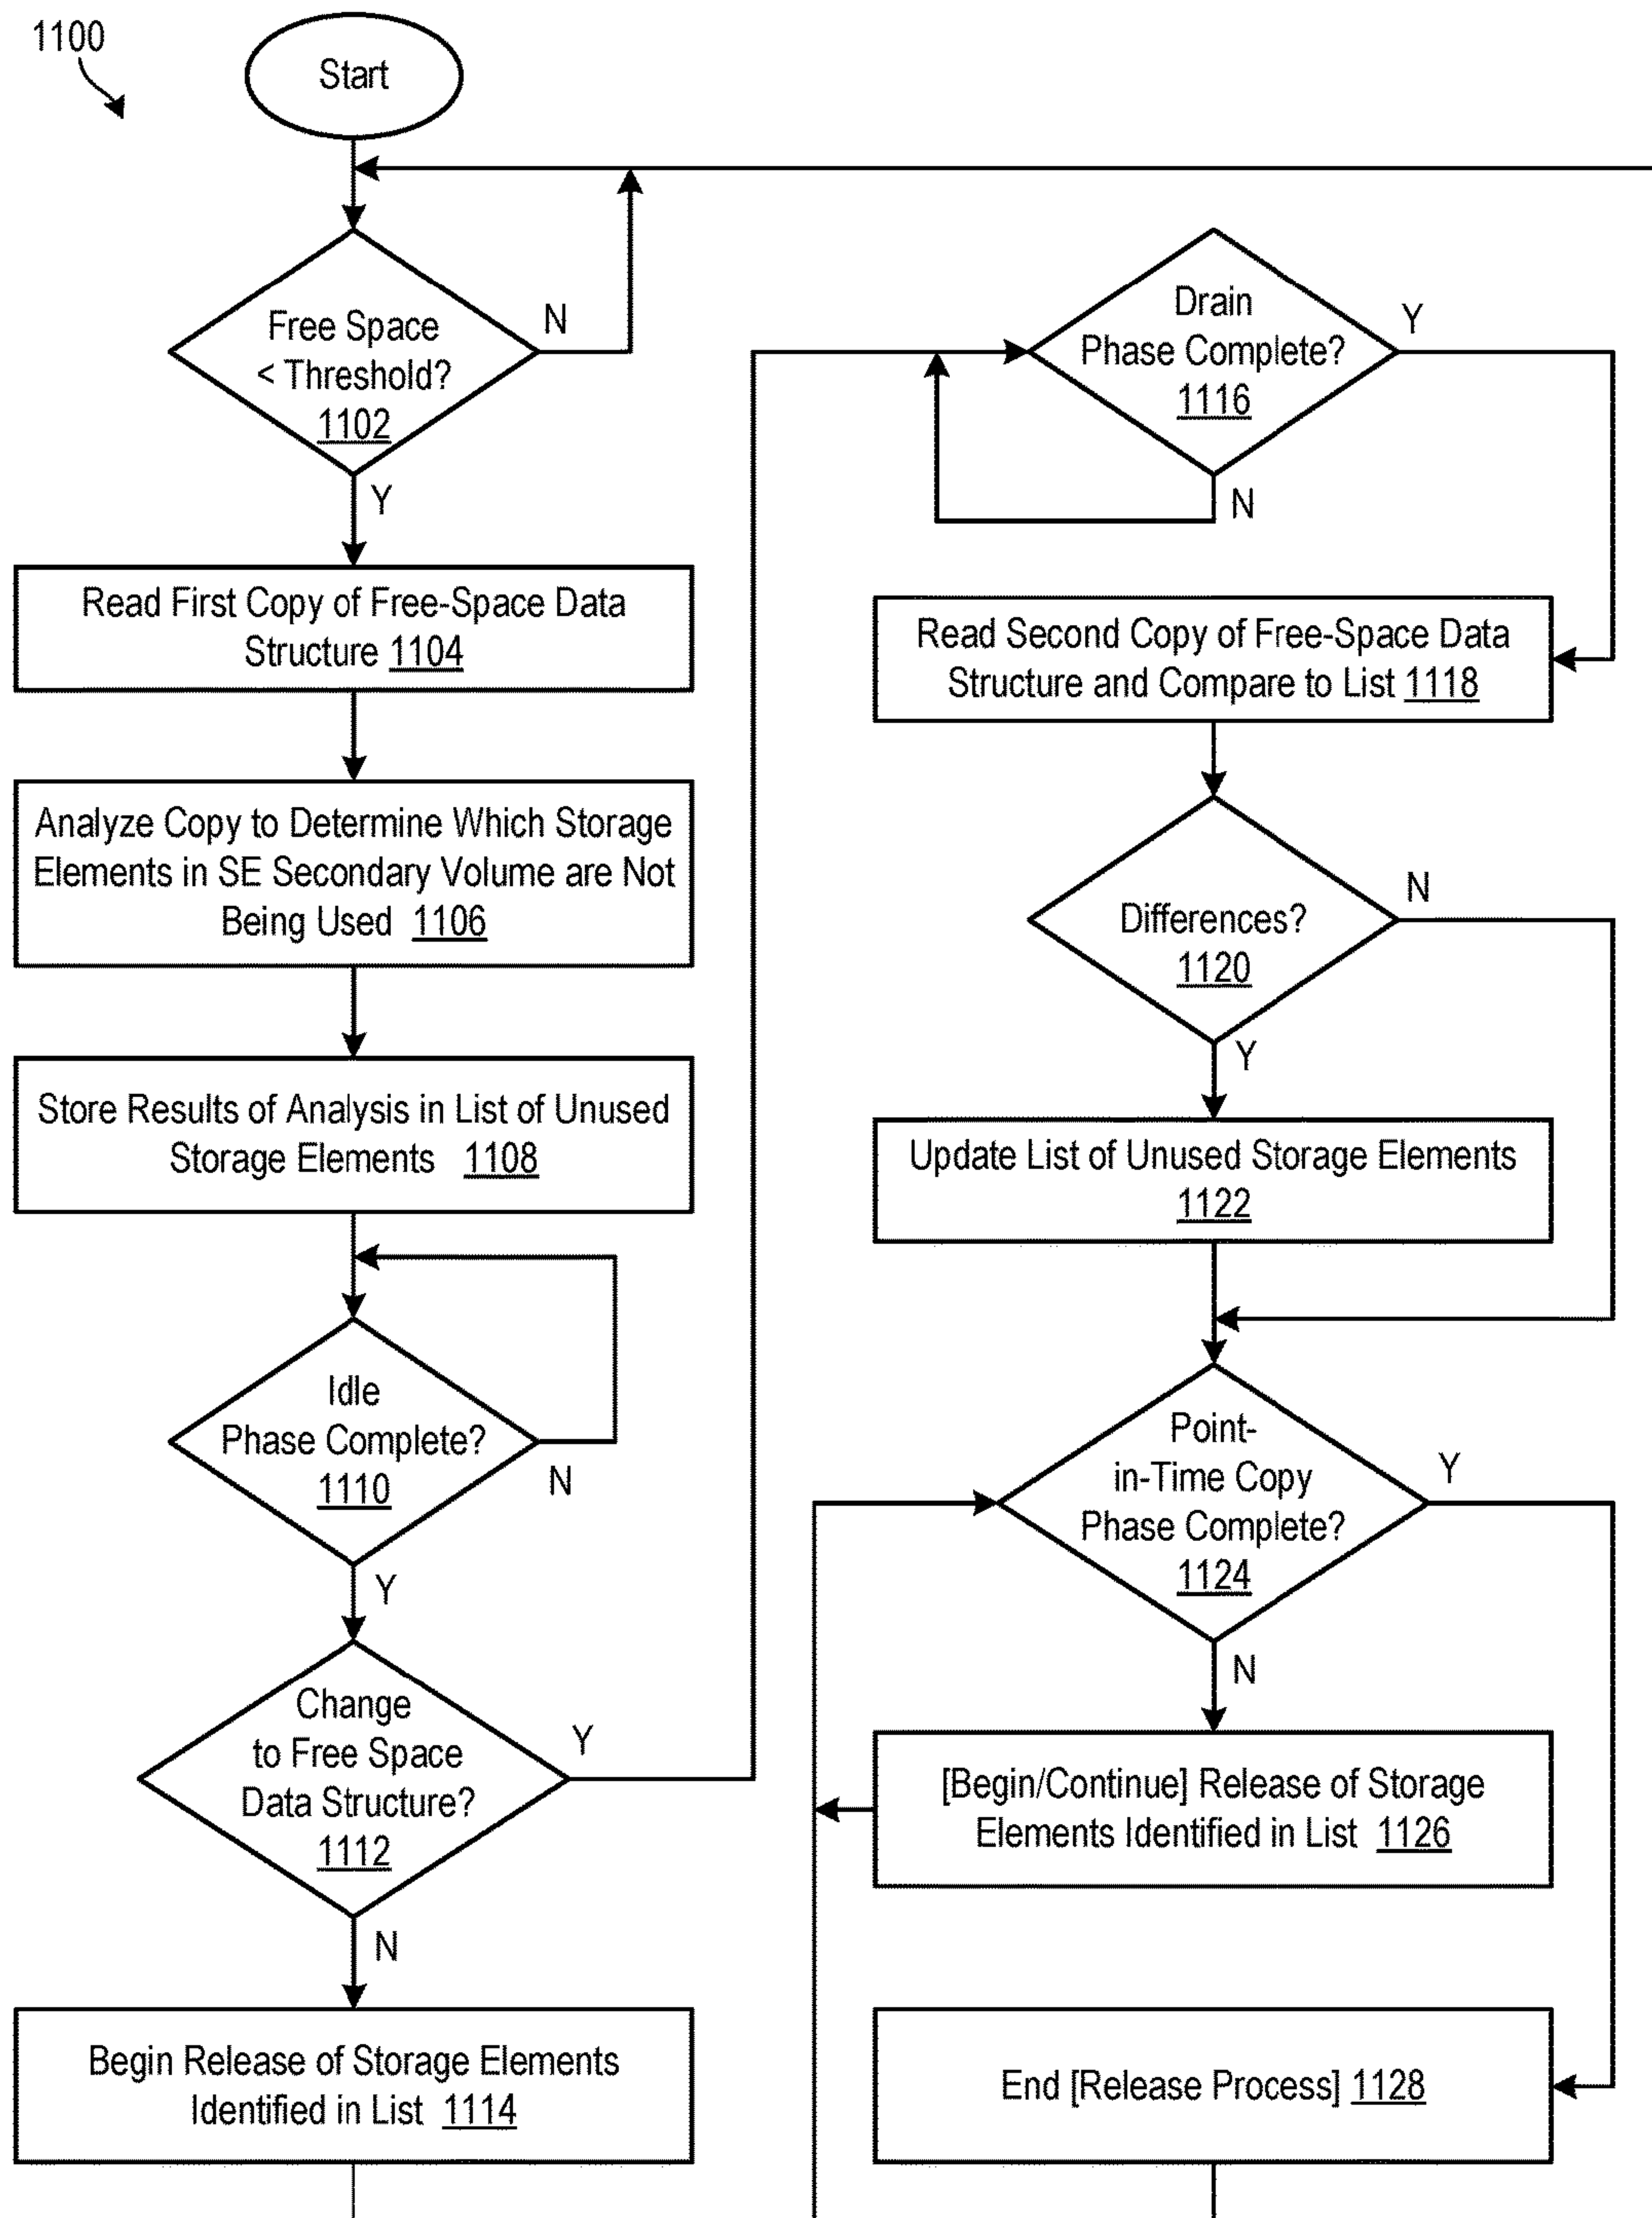 1100
Start
Free Space
< Threshold?
1102
N
Y
Read First Copy of Free-Space Data
Structure 1104
Analyze Copy to Determine Which Storage
Elements in SE Secondary Volume are Not
Being Used 1106
Store Results of Analysis in List of Unused
Storage Elements 1108
Idle
Phase Complete?
1110
N
Y
Change
to Free Space
Data Structure?
1112
Y
N
Begin Release of Storage Elements
Identified in List 1114
Drain
Phase Complete?
1116
Y
N
Read Second Copy of Free-Space Data
Structure and Compare to List 1118
Differences?
1120
N
Y
Update List of Unused Storage Elements
1122
Point-
in-Time Copy
Phase Complete?
1124
Y
N
[Begin/Continue] Release of Storage
Elements Identified in List 1126
End [Release Process] 1128